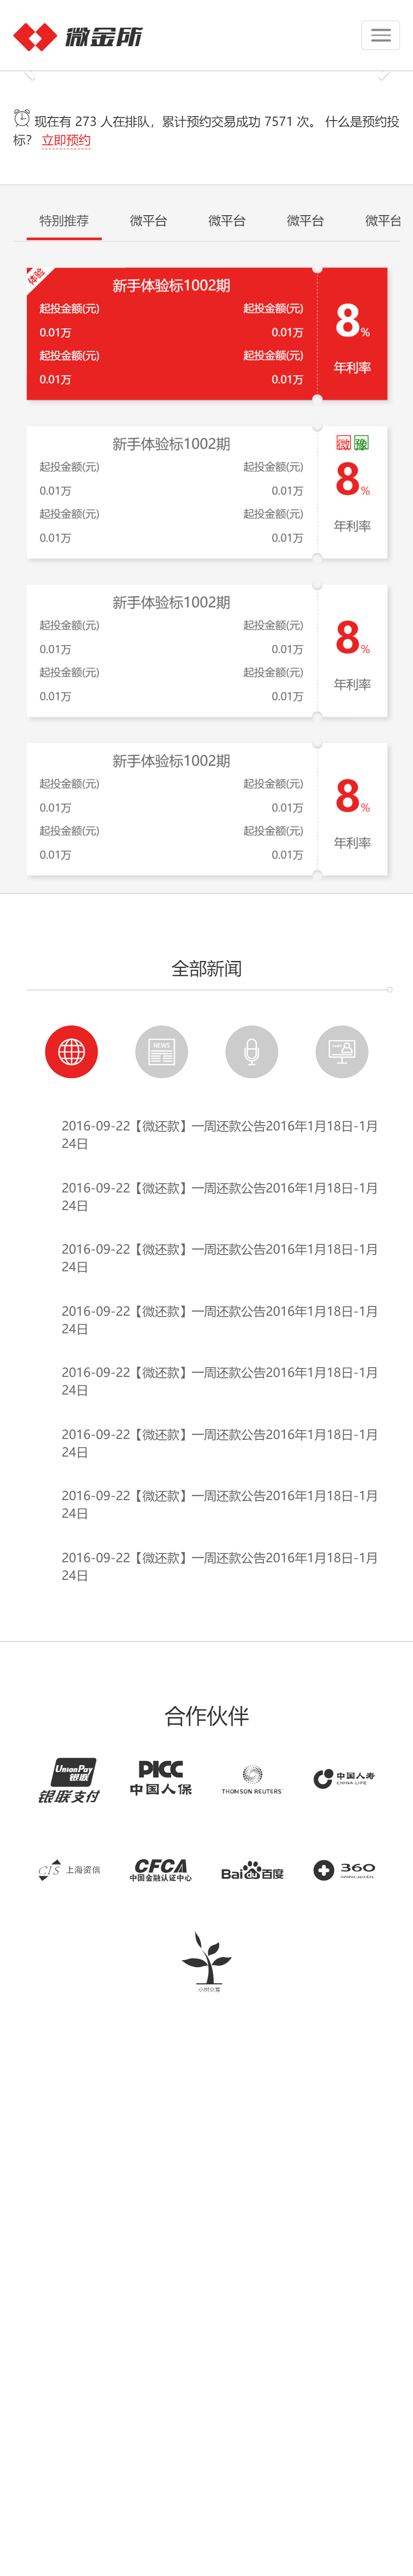 微金所
现在有 273 人在排队，累计预约交易成功 7571 次。 什么是预约投
标？ 立即预约
特别推荐 微平台 微平台 微平台 微平台
体验
新手体验标1002期
起投金额(元) 起投金额(元)
0.01万 0.01万
起投金额(元) 起投金额(元)
0.01万 0.01万
8%
年利率
新手体验标1002期
起投金额(元) 起投金额(元)
0.01万 0.01万
起投金额(元) 起投金额(元)
0.01万 0.01万
微 豫
8%
年利率
新手体验标1002期
起投金额(元) 起投金额(元)
0.01万 0.01万
起投金额(元) 起投金额(元)
0.01万 0.01万
8%
年利率
新手体验标1002期
起投金额(元) 起投金额(元)
0.01万 0.01万
起投金额(元) 起投金额(元)
0.01万 0.01万
8%
年利率
全部新闻
NEWS
2016-09-22【微还款】一周还款公告2016年1月18日-1月
24日
2016-09-22【微还款】一周还款公告2016年1月18日-1月
24日
2016-09-22【微还款】一周还款公告2016年1月18日-1月
24日
2016-09-22【微还款】一周还款公告2016年1月18日-1月
24日
2016-09-22【微还款】一周还款公告2016年1月18日-1月
24日
2016-09-22【微还款】一周还款公告2016年1月18日-1月
24日
2016-09-22【微还款】一周还款公告2016年1月18日-1月
24日
2016-09-22【微还款】一周还款公告2016年1月18日-1月
24日
合作伙伴
UnionPay
银联
银联支付
PICC
中国人保
THOMSON REUTERS
中国人寿
CHINA LIFE
CIS 上海资信
CFCA
中国金融认证中心
Bai du 百度
360